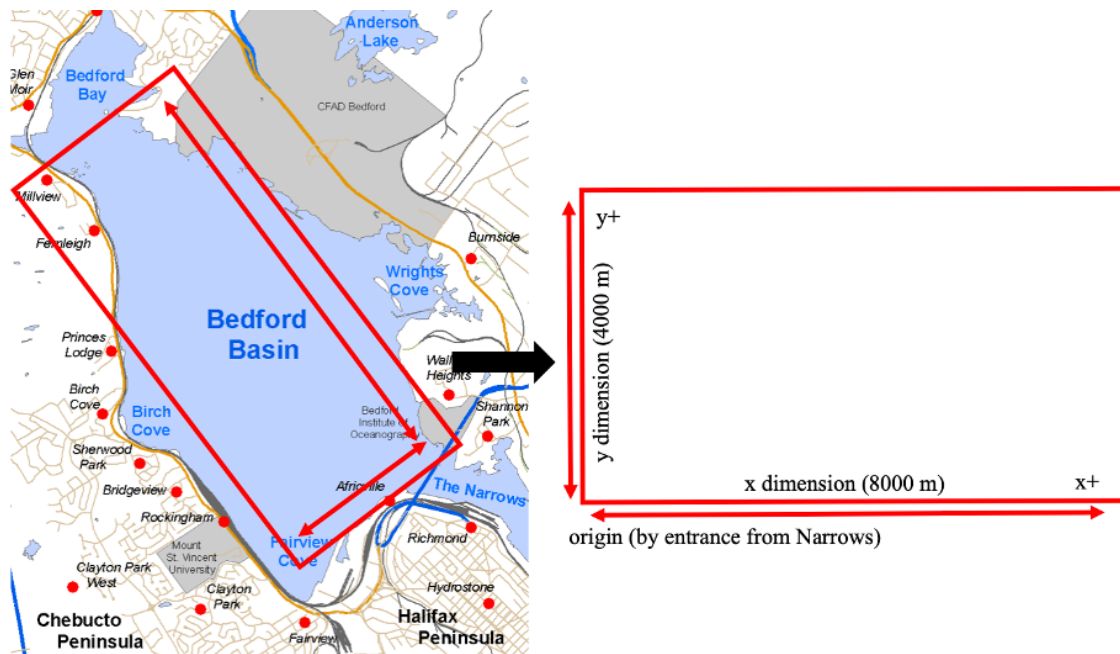 Anderson
Lake
Glen
Moir
Bedford
Bay
CFAD Bedford
Millview
Fernleigh
Burnside
Wrights
Cove
Bedford
Basin
Princes
Lodge
Heights
Birch
Cove
Birch
Cove
Bedford
Institute of
Oceanography
Shannon
Park
Sherwood
Park
Bridgeview
Africville
The Narrows
Rockingham
Richmond
Fairview
Cove
Mount
St. Vincent
University
Clayton Park
West
Clayton
Park
Hydrostone
Chebucto
Peninsula
Halifax
Peninsula
Fairview
y+
y dimension (4000 m)
x dimension (8000 m)
x+
origin (by entrance from Narrows)